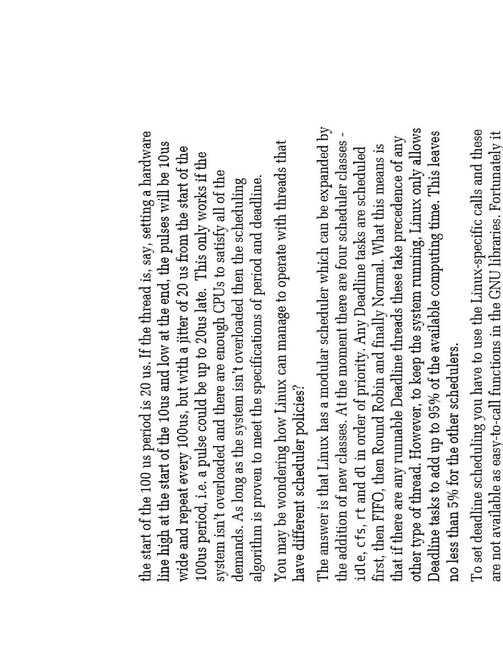 the start of the 100 us period is 20 us. If the thread is, say, setting a hardware
line high at the start of the 10us and low at the end, the pulses will be 10us
wide and repeat every 100us, but with a jitter of 20 us from the start of the
100us period, i.e. a pulse could be up to 20us late.  This only works if the
system isn't overloaded and there are enough CPUs to satisfy all of the
demands. As long as the system isn't overloaded then the scheduling
algorithm is proven to meet the specifications of period and deadline.
You may be wondering how Linux can manage to operate with threads that
have different scheduler policies?
The answer is that Linux has a modular scheduler which can be expanded by
the addition of new classes. At the moment there are four scheduler classes -
idle, cfs, rt and dl in order of priority. Any Deadline tasks are scheduled
first, then FIFO, then Round Robin and finally Normal. What this means is
that if there are any runnable Deadline threads these take precedence of any
other type of thread. However, to keep the system running, Linux only allows
Deadline tasks to add up to 95% of the available computing time. This leaves
no less than 5% for the other schedulers.
To set deadline scheduling you have to use the Linux-specific calls and these
are not available as easy-to-call functions in the GNU libraries. Fortunately it